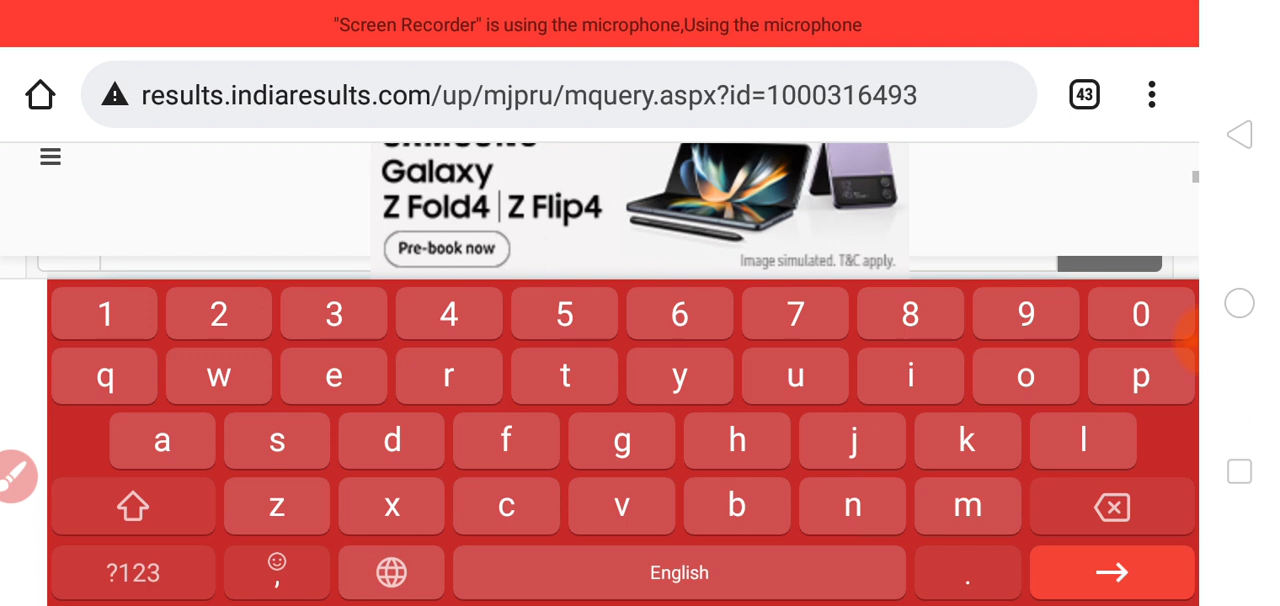 "Screen Recorder" is using the microphone,Using the microphone
results.indiaresults.com/up/mjpru/mquery.aspx?id=1000316493
43
Galaxy
Z Fold4 | Z Flip4
Pre-book now
Image simulated. T&C apply.
1 2 3 4 5 6 7 8 9 0
q w e r t y u i o p
a s d f g h j k l
z x c v b n m
?123 , English .